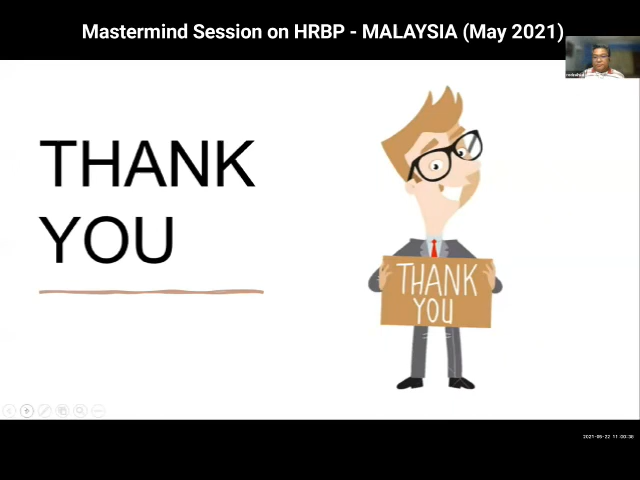 Mastermind Session on HRBP - MALAYSIA (May 2021)
THANK
YOU
THANK
YOU